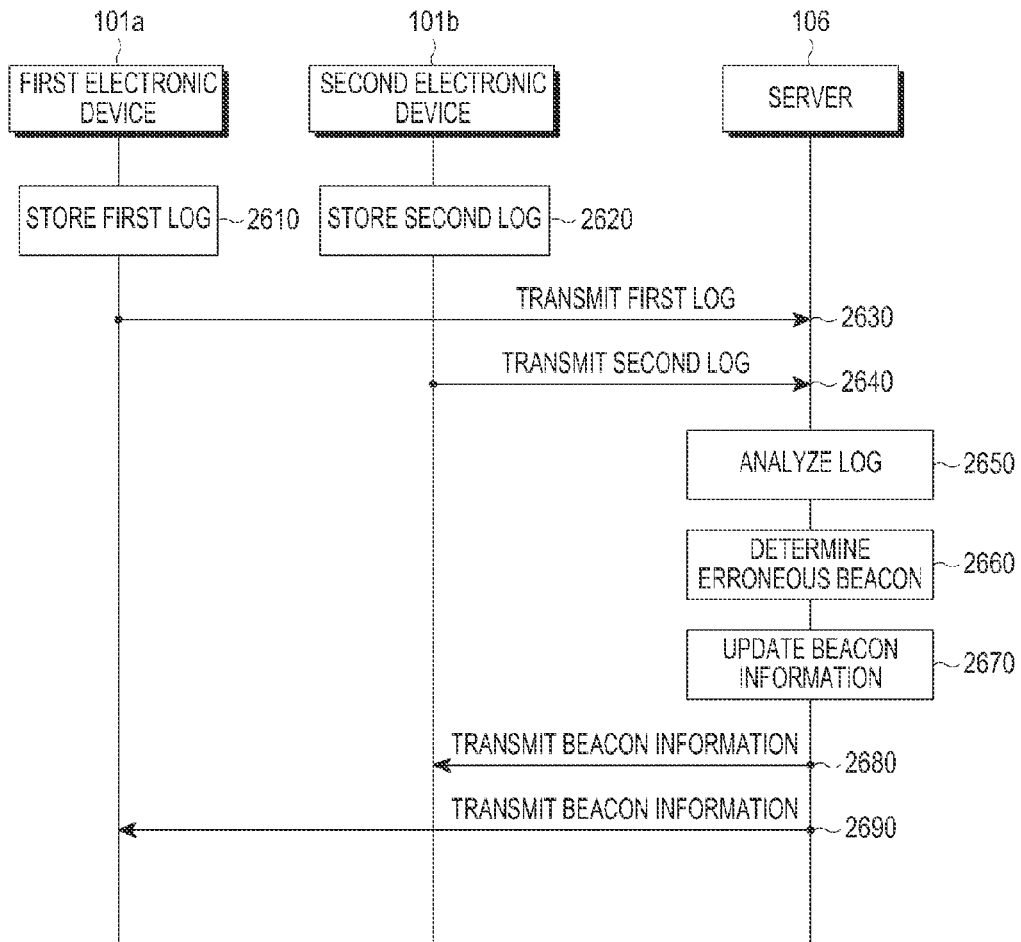 101a
101b
106
FIRST ELECTRONIC
DEVICE
SECOND ELECTRONIC
DEVICE
SERVER
STORE FIRST LOG
2610
STORE SECOND LOG
2620
TRANSMIT FIRST LOG
2630
TRANSMIT SECOND LOG
2640
ANALYZE LOG
2650
DETERMINE
ERRONEOUS BEACON
2660
UPDATE BEACON
INFORMATION
2670
TRANSMIT BEACON INFORMATION
2680
TRANSMIT BEACON INFORMATION
2690